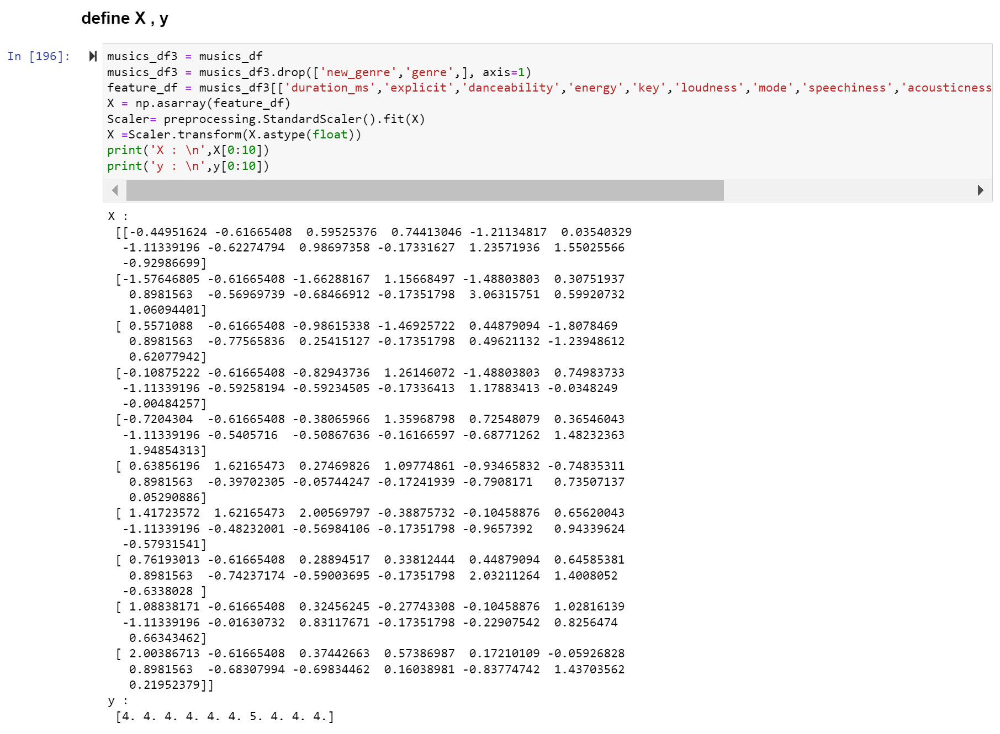 define X , y
In [196]:
musics_df3 = musics_df
musics_df3 = musics_df3.drop(['new_genre','genre',], axis=1)
feature_df = musics_df3[['duration_ms','explicit','danceability','energy','key','loudness','mode','speechiness','acousticness
X = np.asarray(feature_df)
Scaler= preprocessing.StandardScaler().fit(X)
X =Scaler.transform(X.astype(float))
print('X : \n',X[0:10])
print('y : \n',y[0:10])
X :
 [[-0.44951624 -0.61665408  0.59525376  0.74413046 -1.21134817  0.03540329
  -1.11339196 -0.62274794  0.98697358 -0.17331627  1.23571936  1.55025566
  -0.92986699]
 [-1.57646805 -0.61665408 -1.66288167  1.15668497 -1.48803803  0.30751937
   0.8981563  -0.56969739 -0.68466912 -0.17351798  3.06315751  0.59920732
   1.06094401]
 [ 0.5571088  -0.61665408 -0.98615338 -1.46925722  0.44879094 -1.8078469
   0.8981563  -0.77565836  0.25415127 -0.17351798  0.49621132 -1.23948612
   0.62077942]
 [-0.10875222 -0.61665408 -0.82943736  1.26146072 -1.48803803  0.74983733
  -1.11339196 -0.59258194 -0.59234505 -0.17336413  1.17883413 -0.0348249
  -0.00484257]
 [-0.7204304  -0.61665408 -0.38065966  1.35968798  0.72548079  0.36546043
  -1.11339196 -0.5405716  -0.50867636 -0.16166597 -0.68771262  1.48232363
   1.94854313]
 [ 0.63856196  1.62165473  0.27469826  1.09774861 -0.93465832 -0.74835311
   0.8981563  -0.39702305 -0.05744247 -0.17241939 -0.7908171   0.73507137
   0.05290886]
 [ 1.41723572  1.62165473  2.00569797 -0.38875732 -0.10458876  0.65620043
  -1.11339196 -0.48232001 -0.56984106 -0.17351798 -0.9657392   0.94339624
  -0.57931541]
 [ 0.76193013 -0.61665408  0.28894517  0.33812444  0.44879094  0.64585381
   0.8981563  -0.74237174 -0.59003695 -0.17351798  2.03211264  1.4008052
  -0.6338028 ]
 [ 1.08838171 -0.61665408  0.32456245 -0.27743308 -0.10458876  1.02816139
  -1.11339196 -0.01630732  0.83117671 -0.17351798 -0.22907542  0.8256474
   0.66343462]
 [ 2.00386713 -0.61665408  0.37442663  0.57386987  0.17210109 -0.05926828
   0.8981563  -0.68307994 -0.69834462  0.16038981 -0.83774742  1.43703562
   0.21952379]]
y :
 [4. 4. 4. 4. 4. 4. 5. 4. 4. 4.]